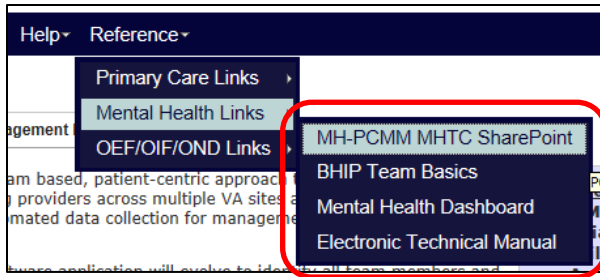 Help Reference
Primary Care Links
Mental Health Links
agement
OEF/OIF/OND Links
MH-PCMM MHTC SharePoint
BHIP Team Basics
Mental Health Dashboard
Electronic Technical Manual
am based, patient-centric approach
g providers across multiple VA sites
omated data collection for manageme
tware application will evolve to identify all team members and